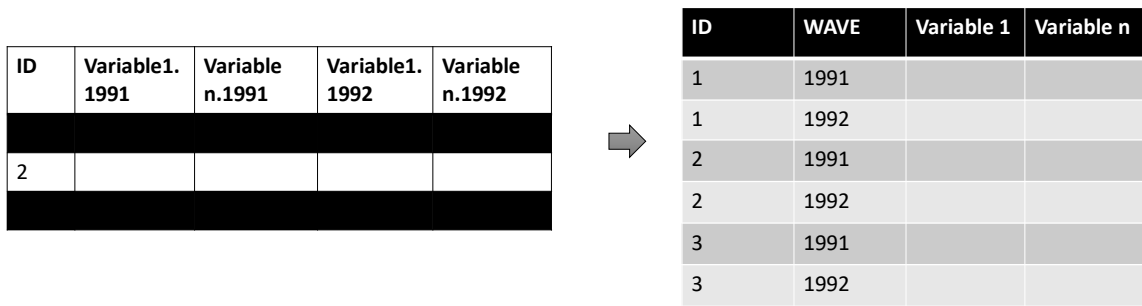 ID Variable1. Variable Variable1. Variable
1991 n.1991 1992 n.1992
2
ID WAVE Variable 1 Variable n
1 1991
1 1992
2 1991
2 1992
3 1991
3 1992